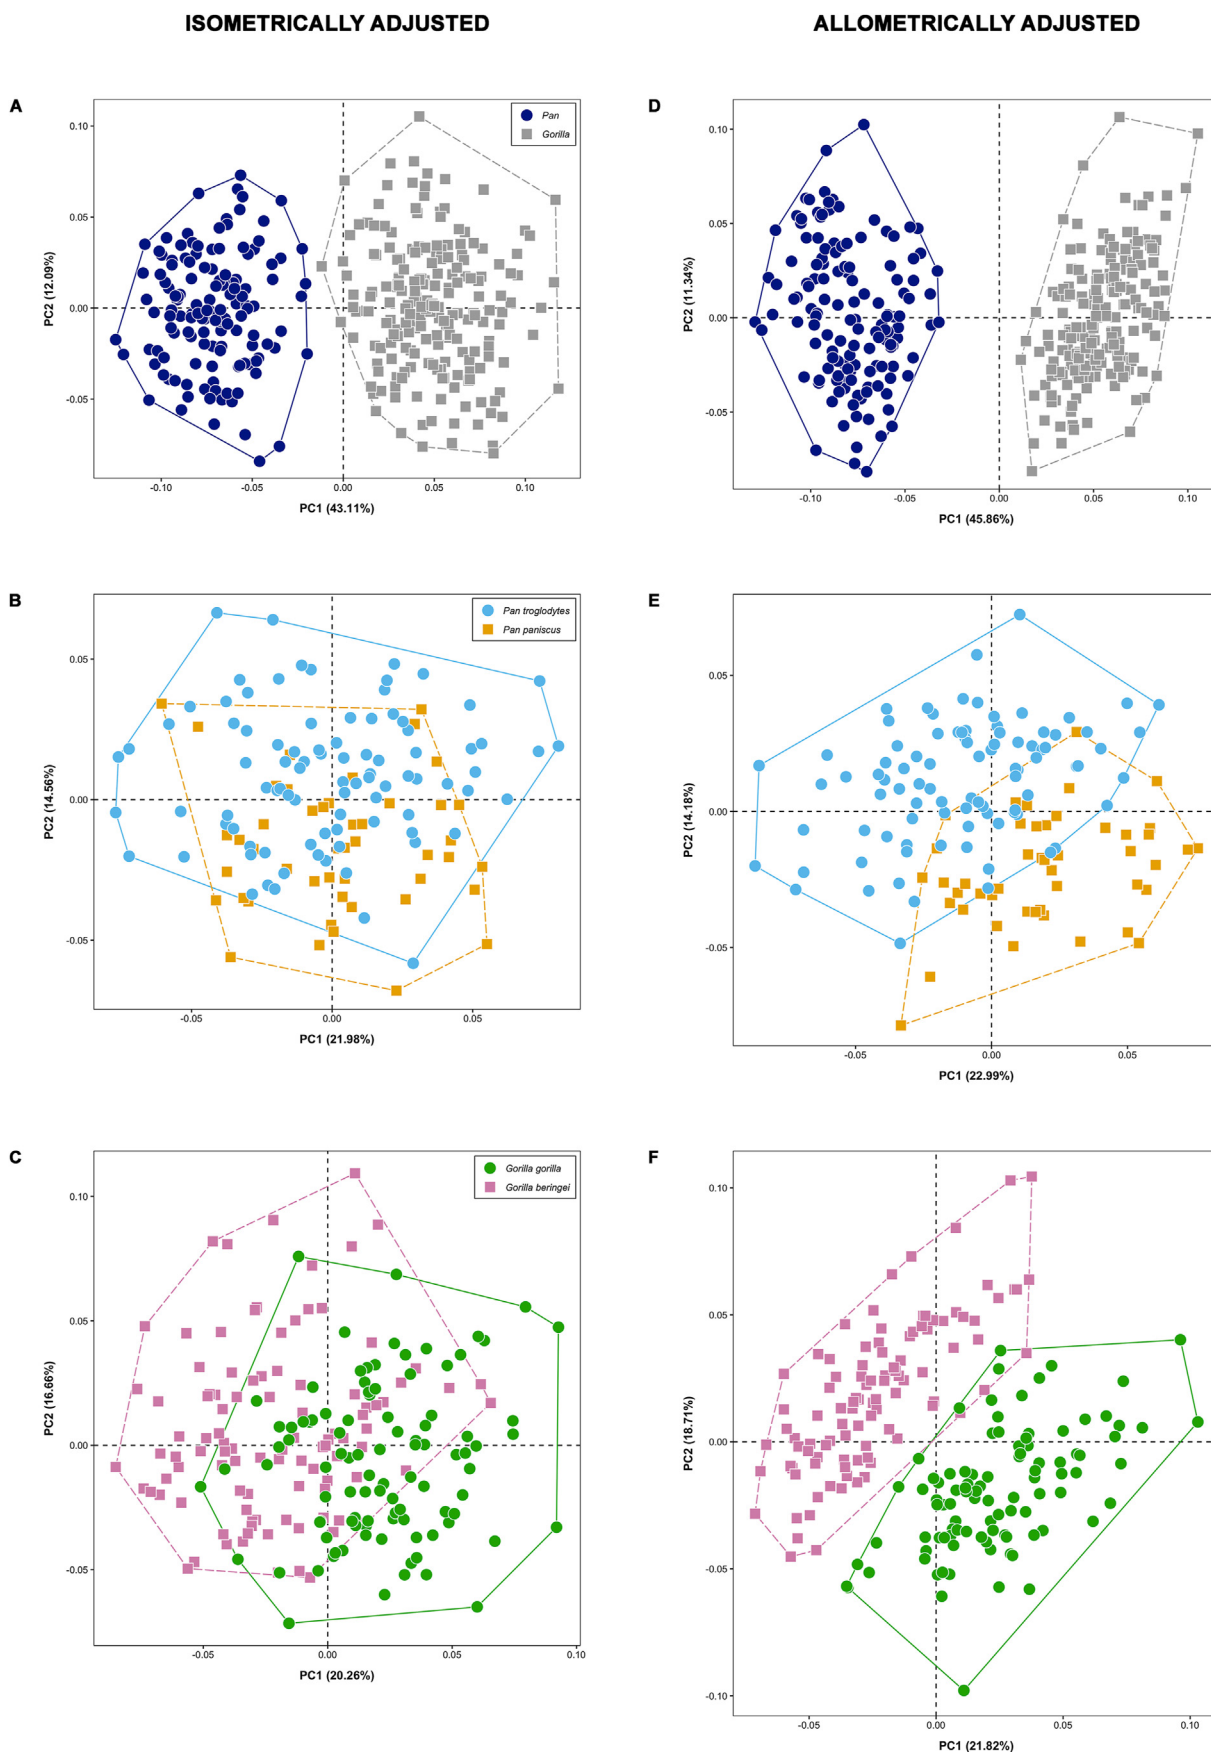 ISOMETRICALLY ADJUSTED
ALLOMETRICALLY ADJUSTED
A
Pan
Gorilla
0.10
0.05
0.00
-0.05
PC2 (12.09%)
-0.10
-0.05
0.00
0.05
0.10
PC1 (43.11%)
D
0.10
0.05
0.00
-0.05
PC2 (11.34%)
-0.10
-0.05
0.00
0.05
0.10
PC1 (45.86%)
B
Pan troglodytes
Pan paniscus
0.05
0.00
-0.05
PC2 (14.56%)
-0.05
0.00
0.05
PC1 (21.98%)
E
0.05
0.00
-0.05
PC2 (14.18%)
-0.05
0.00
0.05
PC1 (22.99%)
C
Gorilla gorilla
Gorilla beringei
0.10
0.05
0.00
-0.05
PC2 (16.66%)
-0.05
0.00
0.05
0.10
PC1 (20.26%)
F
0.10
0.05
0.00
-0.05
-0.10
PC2 (18.71%)
-0.05
0.00
0.05
0.10
PC1 (21.82%)